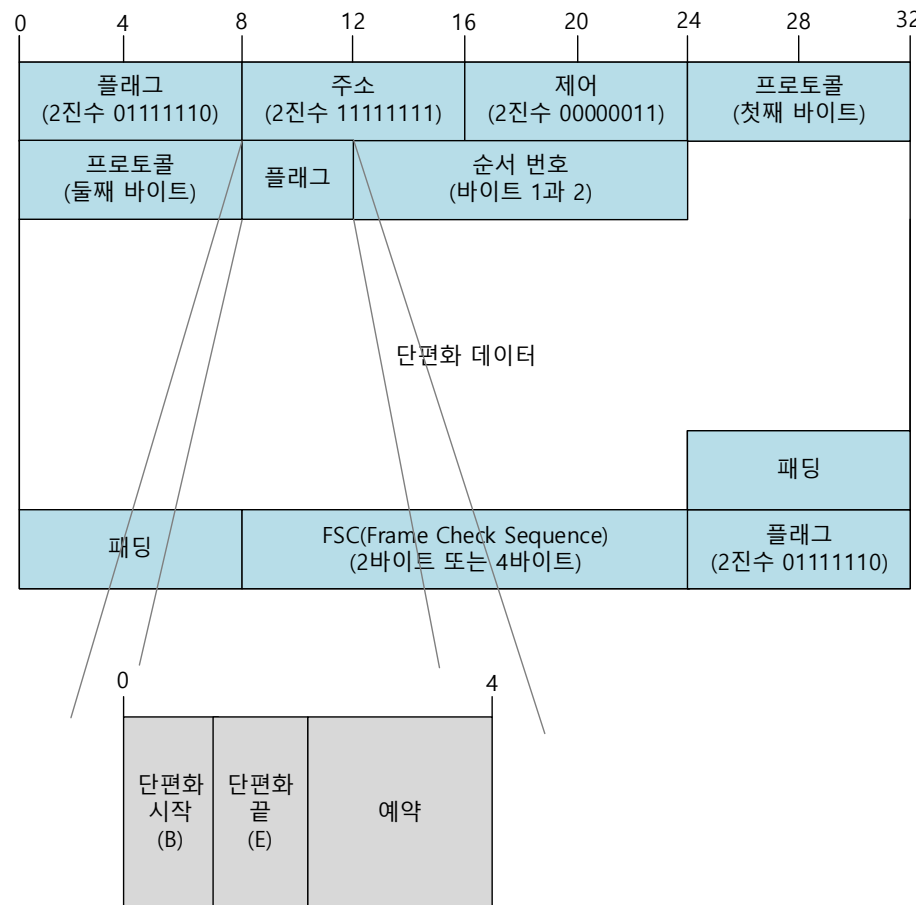 0 4 8 12 16 20 24 28 32
플래그
(2진수 01111110)
주소
(2진수 11111111)
제어
(2진수 00000011)
프로토콜
(첫째 바이트)
프로토콜
(둘째 바이트)
플래그
순서 번호
(바이트 1과 2)
단편화 데이터
패딩
패딩
FSC(Frame Check Sequence)
(2바이트 또는 4바이트)
플래그
(2진수 01111110)
0 4
단편화
시작
(B)
단편화
끝
(E)
예약